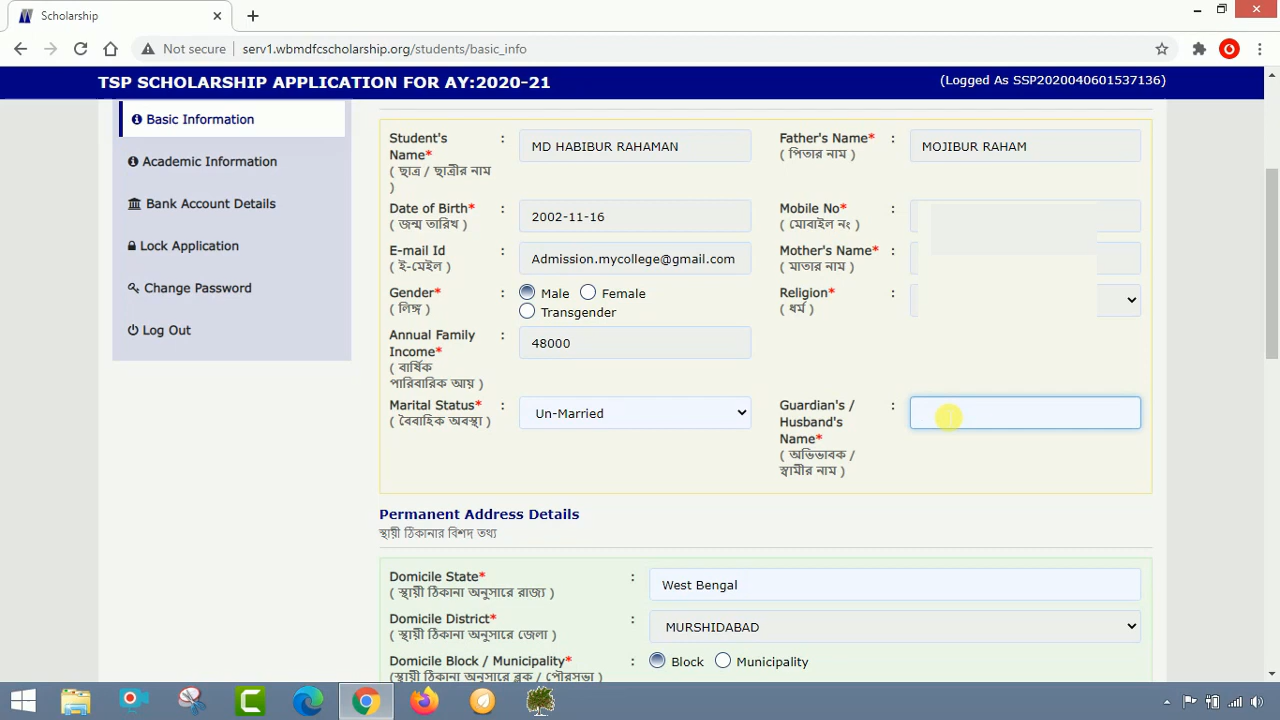 Scholarship
Not secure
serv1.wbmdfcscholarship.org/students/basic_info
TSP SCHOLARSHIP APPLICATION FOR AY:2020-21
(Logged As SSP2020040601537136)
Basic Information
Academic Information
Bank Account Details
Lock Application
Change Password
Log Out
Student's
Name*
( ছাত্র / ছাত্রীর নাম
)
:
MD HABIBUR RAHAMAN
Father's Name*
( পিতার নাম )
:
MOJIBUR RAHAM
Date of Birth*
( জন্ম তারিখ )
:
2002-11-16
Mobile No*
( মোবাইল নং )
:
E-mail Id
( ই-মেইল )
:
Admission.mycollege@gmail.com
Mother's Name*
( মাতার নাম )
:
Gender*
( লিঙ্গ )
:
Male
Female
Transgender
Religion*
( ধর্ম )
:
Annual Family
Income*
( বার্ষিক
পারিবারিক আয় )
:
48000
Marital Status*
( বৈবাহিক অবস্থা )
:
Un-Married
Guardian's /
Husband's
Name*
( অভিভাবক /
স্বামীর নাম )
:
Permanent Address Details
স্থায়ী ঠিকানার বিশদ তথ্য
Domicile State*
( স্থায়ী ঠিকানা অনুসারে রাজ্য )
:
West Bengal
Domicile District*
( স্থায়ী ঠিকানা অনুসারে জেলা )
:
MURSHIDABAD
Domicile Block / Municipality*
(স্থায়ী ঠিকানা অনুসারে ব্লক / পৌরসভা )
:
Block
Municipality